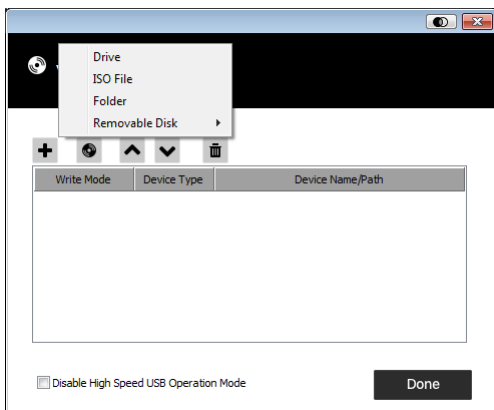 Drive
ISO File
Folder
Removable Disk
Write Mode Device Type Device Name/Path
Disable High Speed USB Operation Mode
Done